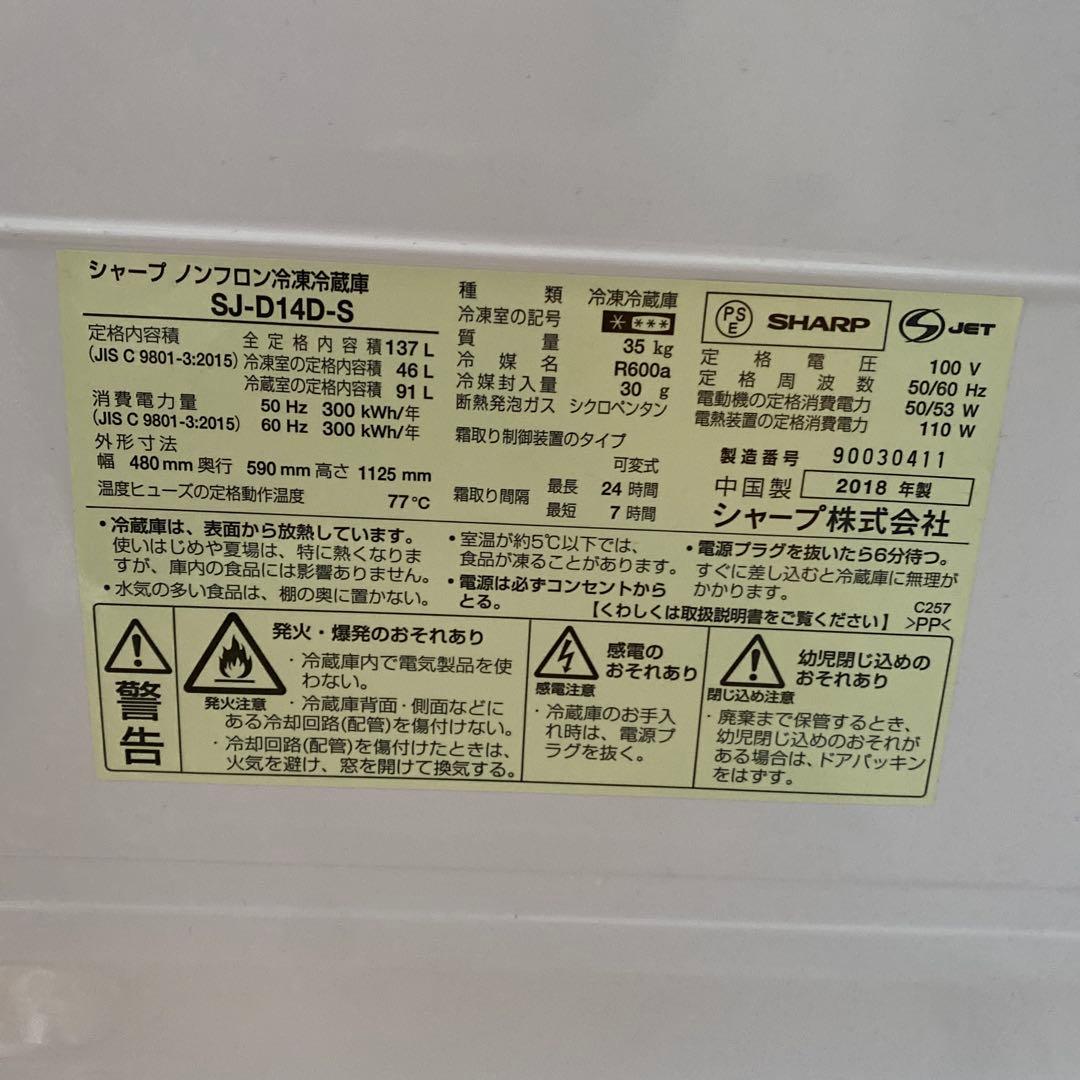 シャープ ノンフロン冷凍冷蔵庫
SJ-D14D-S
定格内容積
(JIS C 9801-3:2015)
全定格内容積 137 L
冷凍室の定格内容積 46 L
冷蔵室の定格内容積 91 L
消費電力量
(JIS C 9801-3:2015)
50 Hz 300 kWh/年
60 Hz 300 kWh/年
外形寸法
幅 480 mm 奥行 590 mm 高さ 1125 mm
温度ヒューズの定格動作温度 77℃
種類 冷凍冷蔵庫
冷凍室の記号 * ***
質量 35 kg
冷媒名 R600a
冷媒封入量 30 g
断熱発泡ガス シクロペンタン
霜取り制御装置のタイプ
可変式
霜取り間隔 最長 24 時間
最短 7 時間
PS
E
SHARP
S JET
定格電圧 100 V
定格周波数 50/60 Hz
電動機の定格消費電力 50/53 W
電熱装置の定格消費電力 110 W
製造番号 90030411
中国製 2018 年製
シャープ株式会社
・冷蔵庫は、表面から放熱しています。
使いはじめや夏場は、特に熱くなりま
すが、庫内の食品には影響ありません。
・水気の多い食品は、棚の奥に置かない。
・室温が約5℃以下では、
食品が凍ることがあります。
・電源は必ずコンセントから
とる。
・電源プラグを抜いたら6分待つ。
すぐに差し込むと冷蔵庫に無理が
かかります。
【くわしくは取扱説明書をご覧ください】
C257
>PP<
警告
発火注意
発火・爆発のおそれあり
・冷蔵庫内で電気製品を使
わない。
・冷蔵庫背面・側面などに
ある冷却回路(配管)を傷付けない。
・冷却回路(配管)を傷付けたときは、
火気を避け、窓を開けて換気する。
感電注意
感電の
おそれあり
・冷蔵庫のお手入
れ時は、電源プ
ラグを抜く。
閉じ込め注意
幼児閉じ込めの
おそれあり
・廃棄まで保管するとき、
幼児閉じ込めのおそれが
ある場合は、ドアパッキン
をはずす。